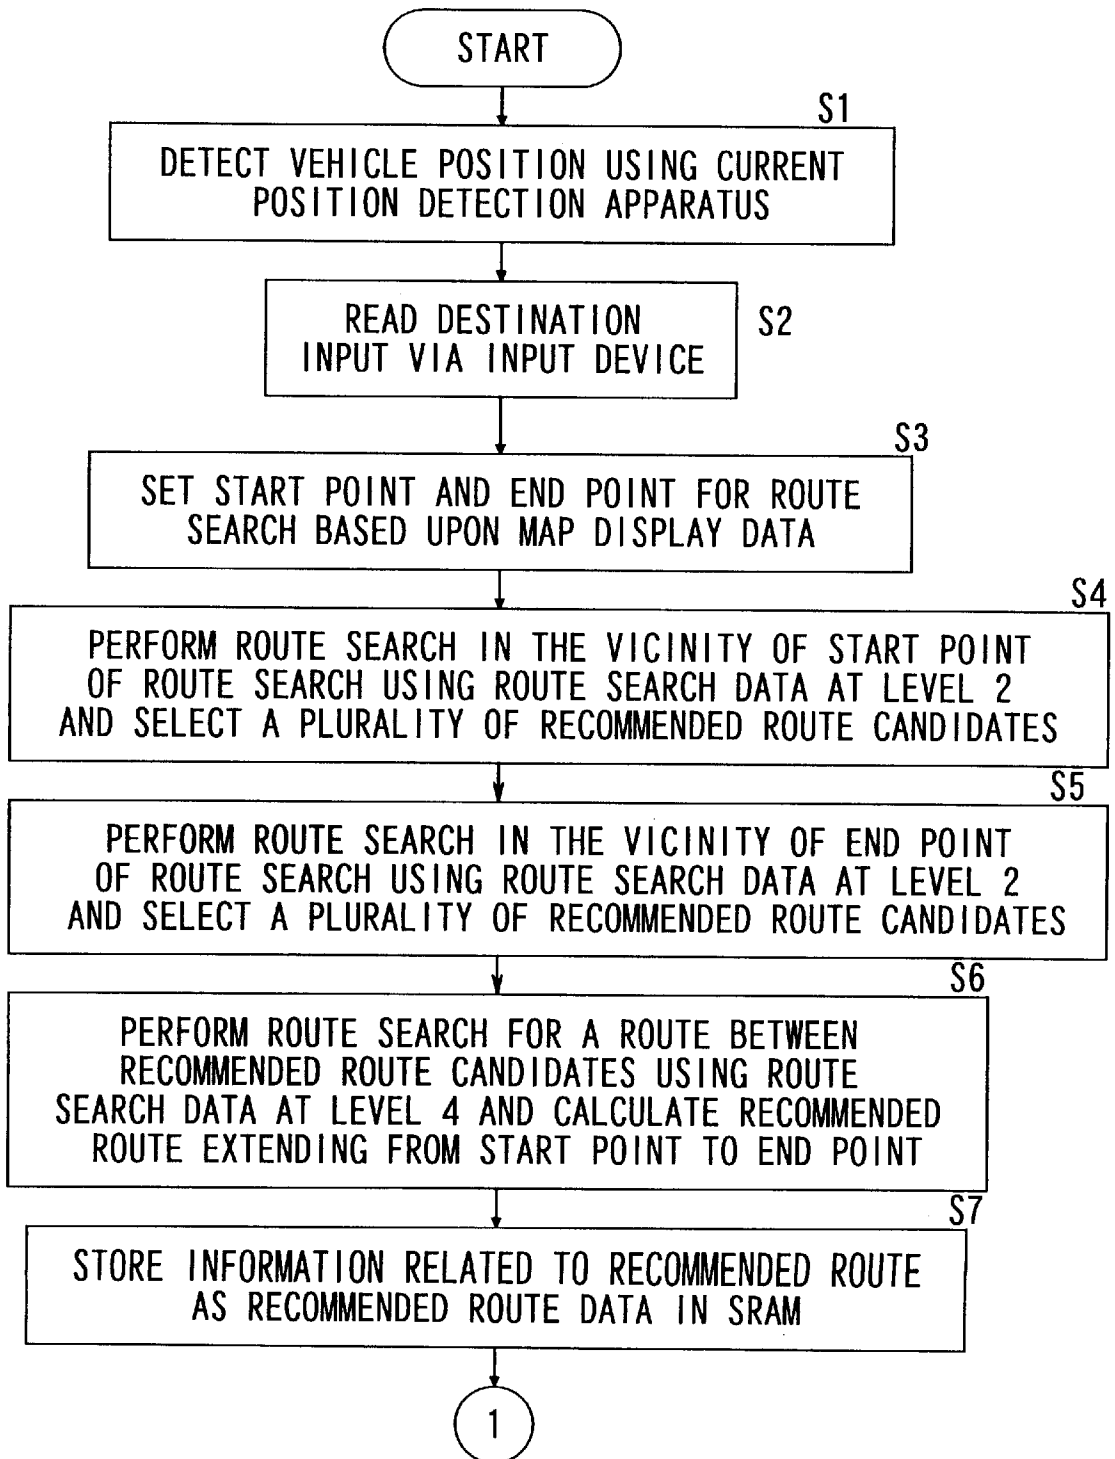 START
S1
DETECT VEHICLE POSITION USING CURRENT
POSITION DETECTION APPARATUS
S2
READ DESTINATION
INPUT VIA INPUT DEVICE
S3
SET START POINT AND END POINT FOR ROUTE
SEARCH BASED UPON MAP DISPLAY DATA
S4
PERFORM ROUTE SEARCH IN THE VICINITY OF START POINT
OF ROUTE SEARCH USING ROUTE SEARCH DATA AT LEVEL 2
AND SELECT A PLURALITY OF RECOMMENDED ROUTE CANDIDATES
S5
PERFORM ROUTE SEARCH IN THE VICINITY OF END POINT
OF ROUTE SEARCH USING ROUTE SEARCH DATA AT LEVEL 2
AND SELECT A PLURALITY OF RECOMMENDED ROUTE CANDIDATES
S6
PERFORM ROUTE SEARCH FOR A ROUTE BETWEEN
RECOMMENDED ROUTE CANDIDATES USING ROUTE
SEARCH DATA AT LEVEL 4 AND CALCULATE RECOMMENDED
ROUTE EXTENDING FROM START POINT TO END POINT
S7
STORE INFORMATION RELATED TO RECOMMENDED ROUTE
AS RECOMMENDED ROUTE DATA IN SRAM
1